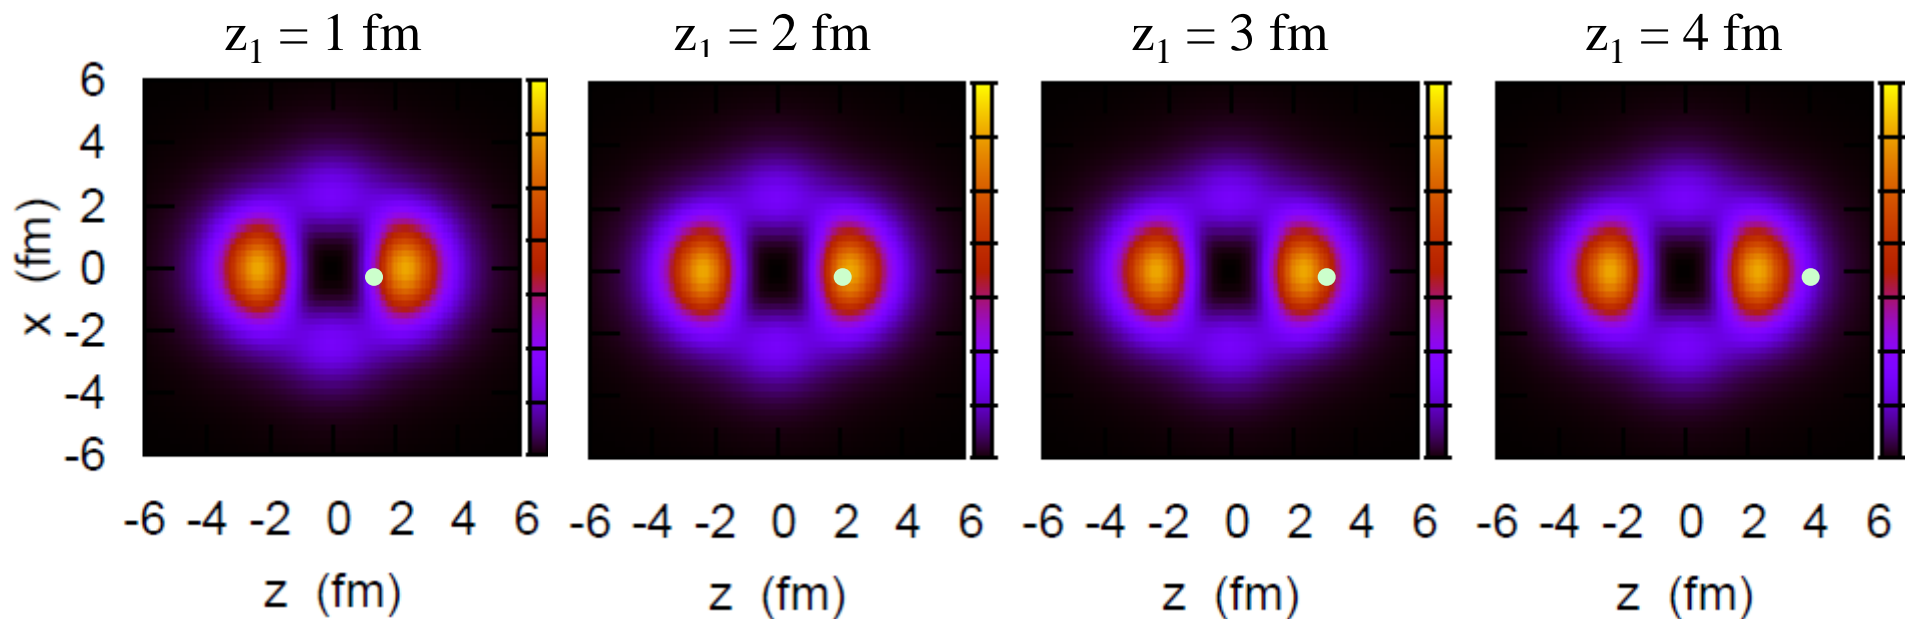 z₁ = 1 fm
z₁ = 2 fm
z₁ = 3 fm
z₁ = 4 fm
6
4
2
0
-2
-4
-6
x (fm)
-6 -4 -2 0 2 4 6
-6 -4 -2 0 2 4 6
-6 -4 -2 0 2 4 6
-6 -4 -2 0 2 4 6
z (fm)
z (fm)
z (fm)
z (fm)